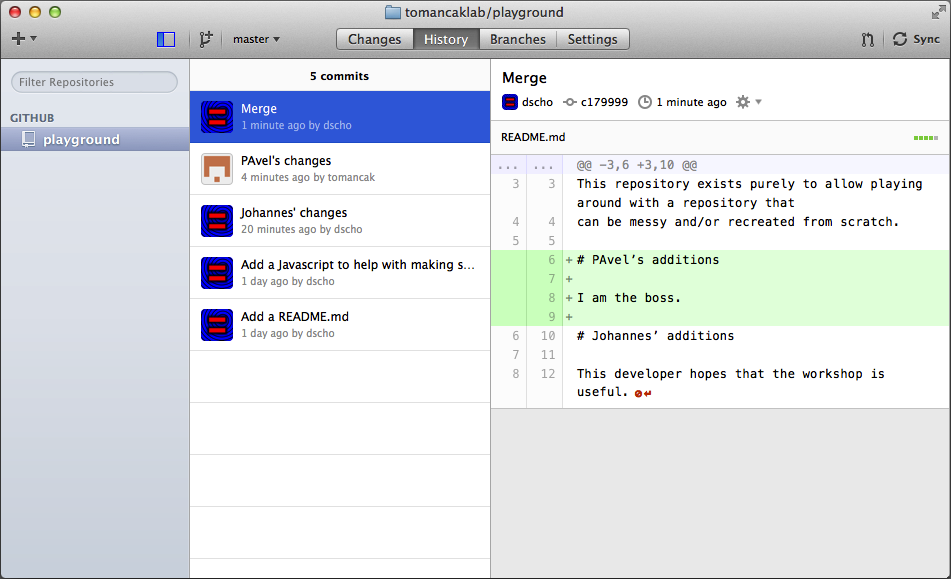 tomancaklab/playground
master
Changes
History
Branches
Settings
Sync
Filter Repositories
GITHUB
playground
5 commits
Merge
1 minute ago by dscho
PAvel's changes
4 minutes ago by tomancak
Johannes' changes
20 minutes ago by dscho
Add a Javascript to help with making s...
1 day ago by dscho
Add a README.md
1 day ago by dscho
Merge
dscho c179999 1 minute ago
README.md
... ... @@ -3,6 +3,10 @@
3 3 This repository exists purely to allow playing
around with a repository that
4 4 can be messy and/or recreated from scratch.
5 5
6 +# PAvel’s additions
7 +
8 +I am the boss.
9 +
6 10 # Johannes’ additions
7 11
8 12 This developer hopes that the workshop is
useful.